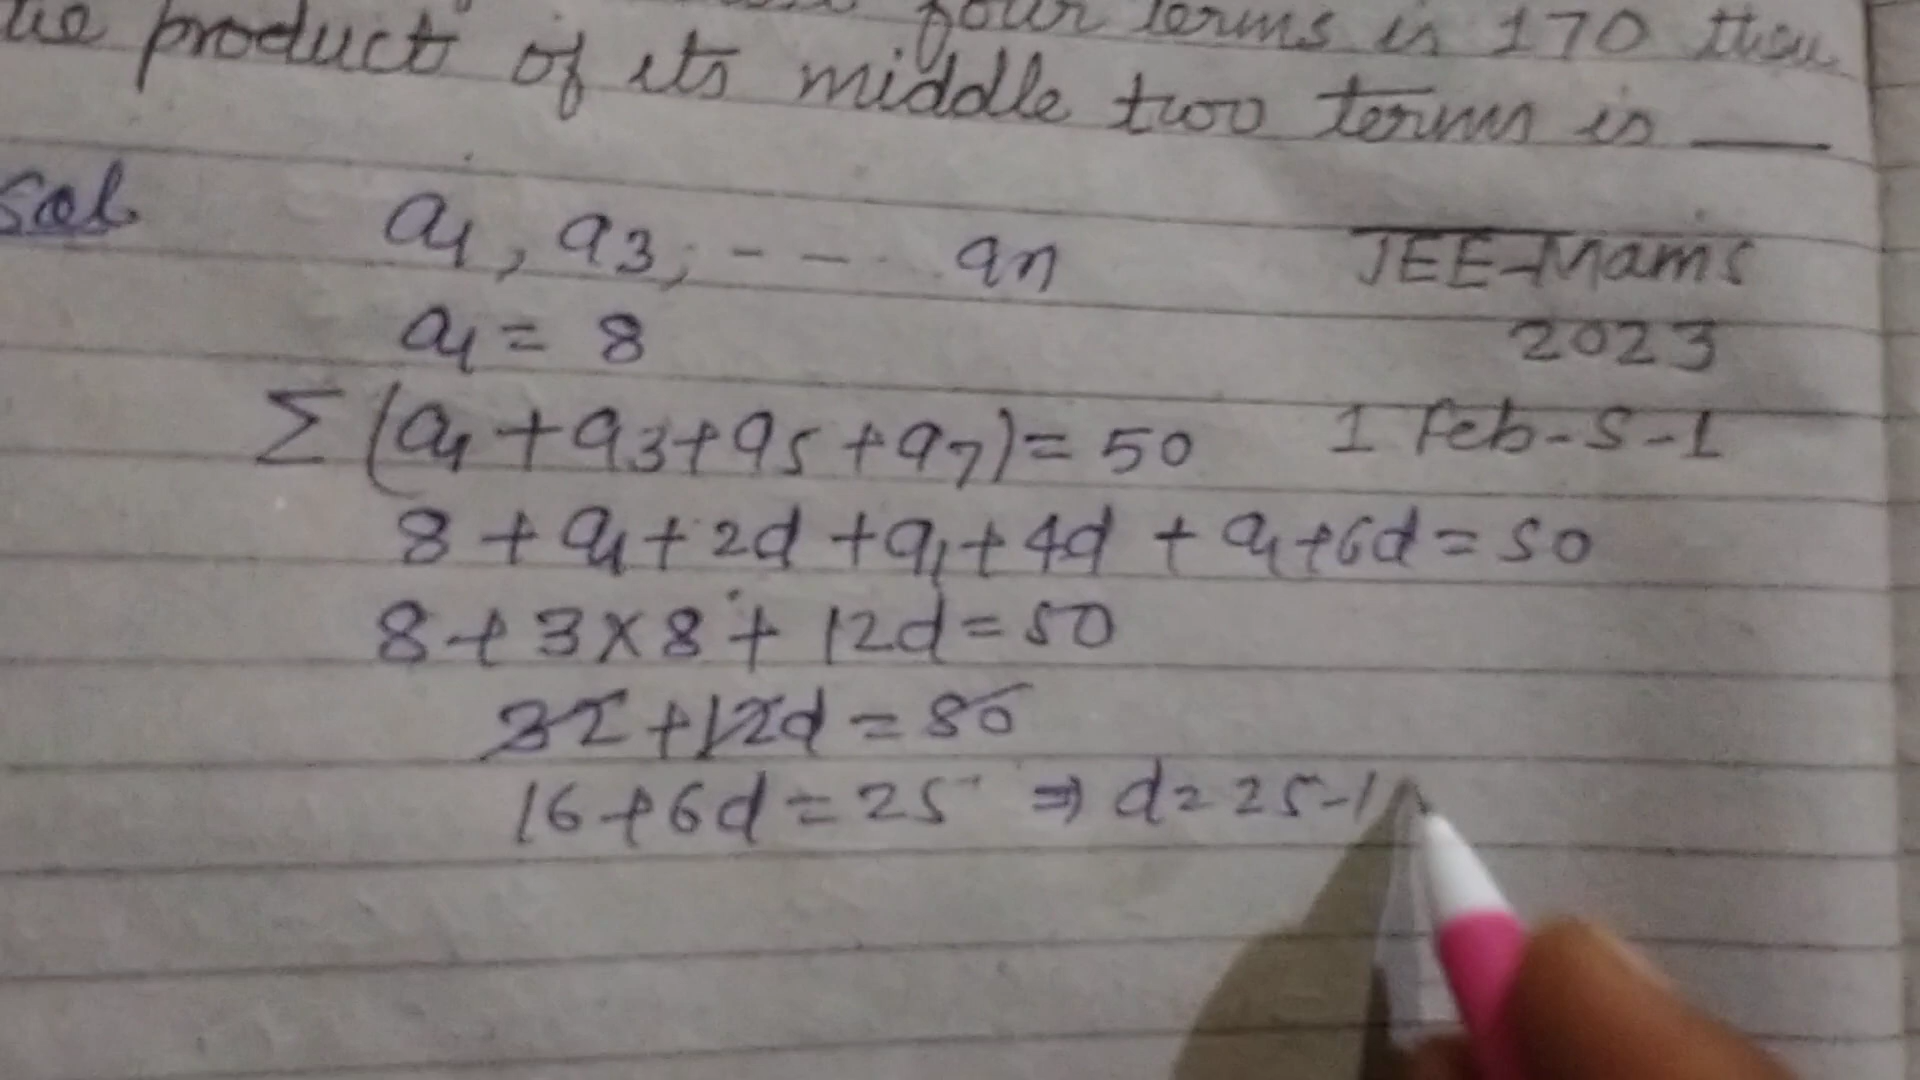 four terms is 170 then
the product of its middle two terms is ___
Sol a1, a3, - - - an JEE-Mains
a1 = 8 2023
Σ(a1 + a3 + a5 + a7) = 50 1 Feb-S-1
8 + a1 + 2d + a1 + 4d + a1 + 6d = 50
8 + 3 × 8 + 12d = 50
32 + 12d = 50
16 + 6d = 25 ⇒ d = 25 - 1